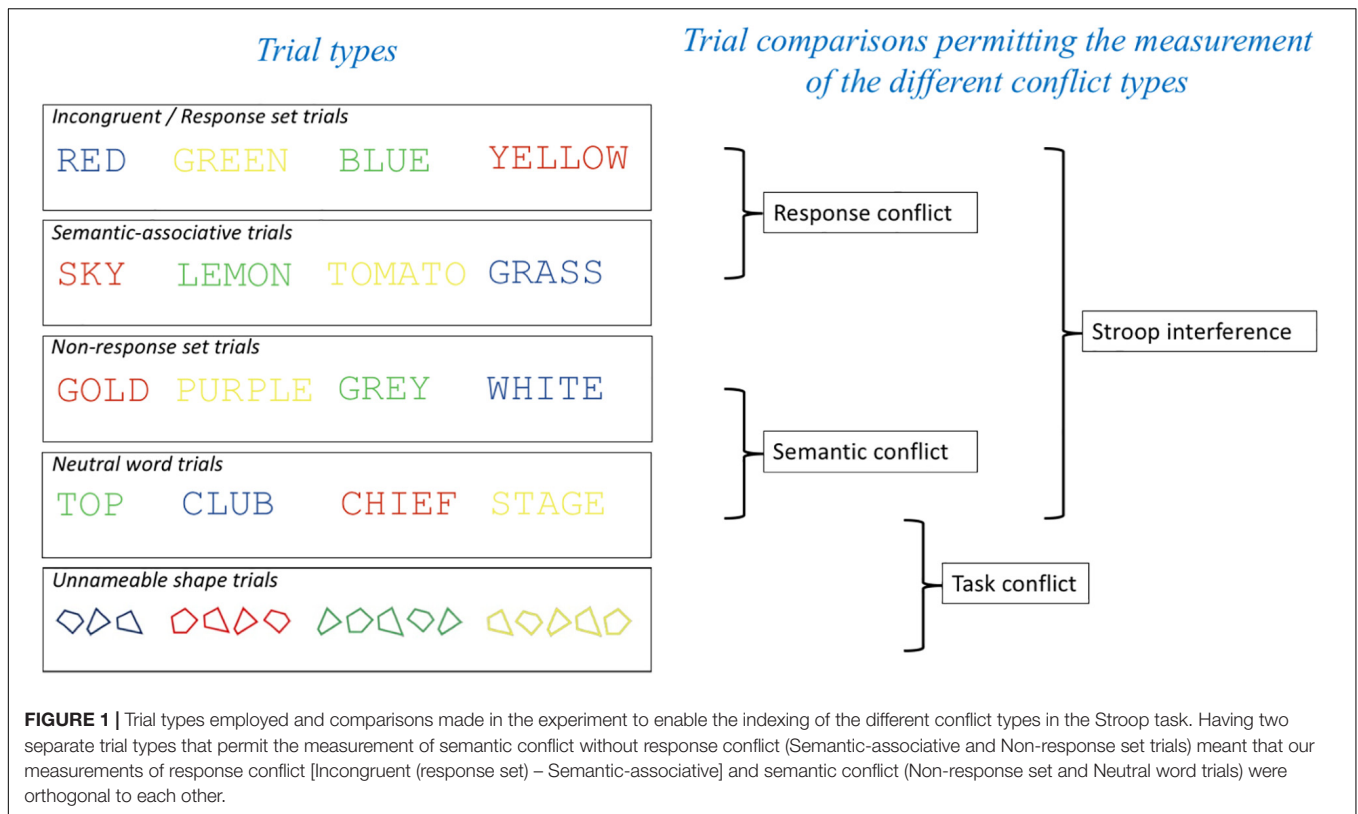 Trial types
Trial comparisons permitting the measurement
of the different conflict types
Incongruent / Response set trials
RED GREEN BLUE YELLOW
Response conflict
Semantic-associative trials
SKY LEMON TOMATO GRASS
Stroop interference
Non-response set trials
GOLD PURPLE GREY WHITE
Semantic conflict
Neutral word trials
TOP CLUB CHIEF STAGE
Unnameable shape trials
Task conflict
FIGURE 1 | Trial types employed and comparisons made in the experiment to enable the indexing of the different conflict types in the Stroop task. Having two
separate trial types that permit the measurement of semantic conflict without response conflict (Semantic-associative and Non-response set trials) meant that our
measurements of response conflict [Incongruent (response set) – Semantic-associative] and semantic conflict (Non-response set and Neutral word trials) were
orthogonal to each other.